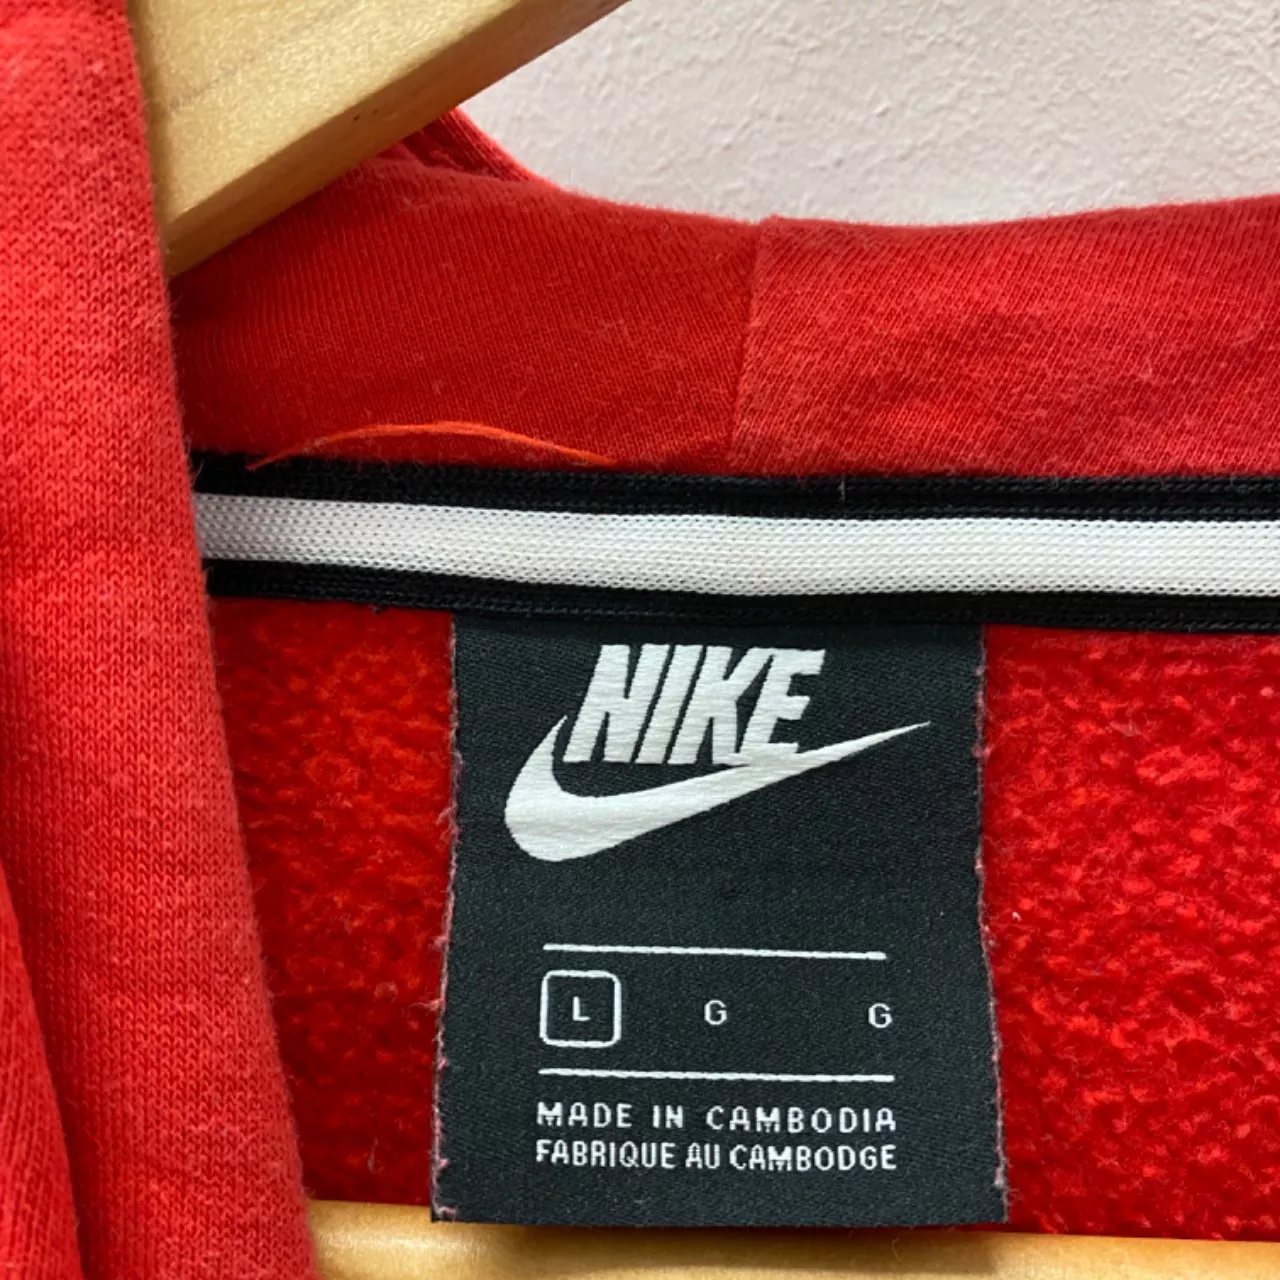 NIKE
L G G
MADE IN CAMBODIA
FABRIQUE AU CAMBODGE